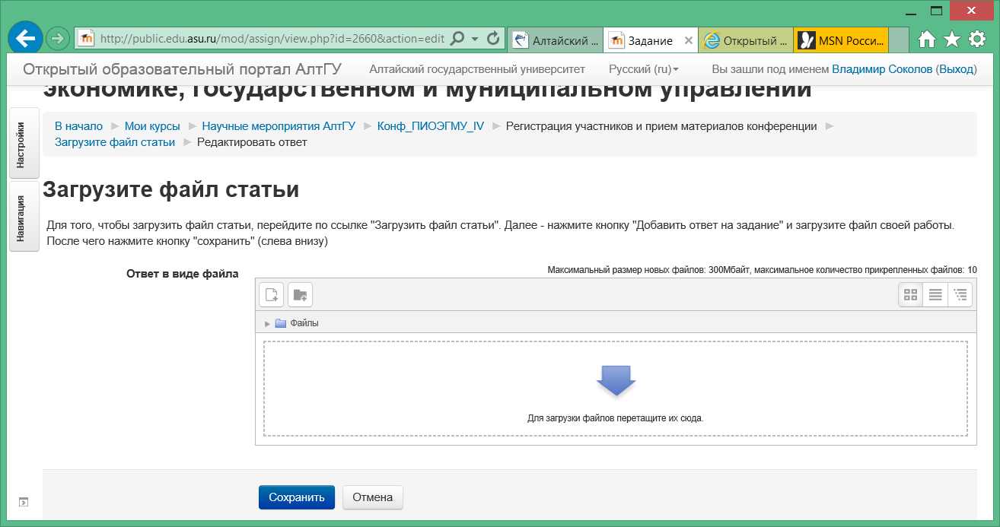 http://public.edu.asu.ru/mod/assign/view.php?id=2660&action=edit
Алтайский ...
Задание
Открытый ...
MSN Росси...
Открытый образовательный портал АлтГУ
Алтайский государственный университет
Русский (ru)
Вы зашли под именем Владимир Соколов (Выход)
экономике, государственном и муниципальном управлении
Настройки
Навигация
В начало Мои курсы Научные мероприятия АлтГУ Конф_ПИОЭГМУ_IV Регистрация участников и прием материалов конференции
Загрузите файл статьи Редактировать ответ
Загрузите файл статьи
Для того, чтобы загрузить файл статьи, перейдите по ссылке "Загрузить файл статьи". Далее - нажмите кнопку "Добавить ответ на задание" и загрузите файл своей работы.
После чего нажмите кнопку "сохранить" (слева внизу)
Ответ в виде файла
Максимальный размер новых файлов: 300Мбайт, максимальное количество прикрепленных файлов: 10
Файлы
Для загрузки файлов перетащите их сюда.
Сохранить
Отмена